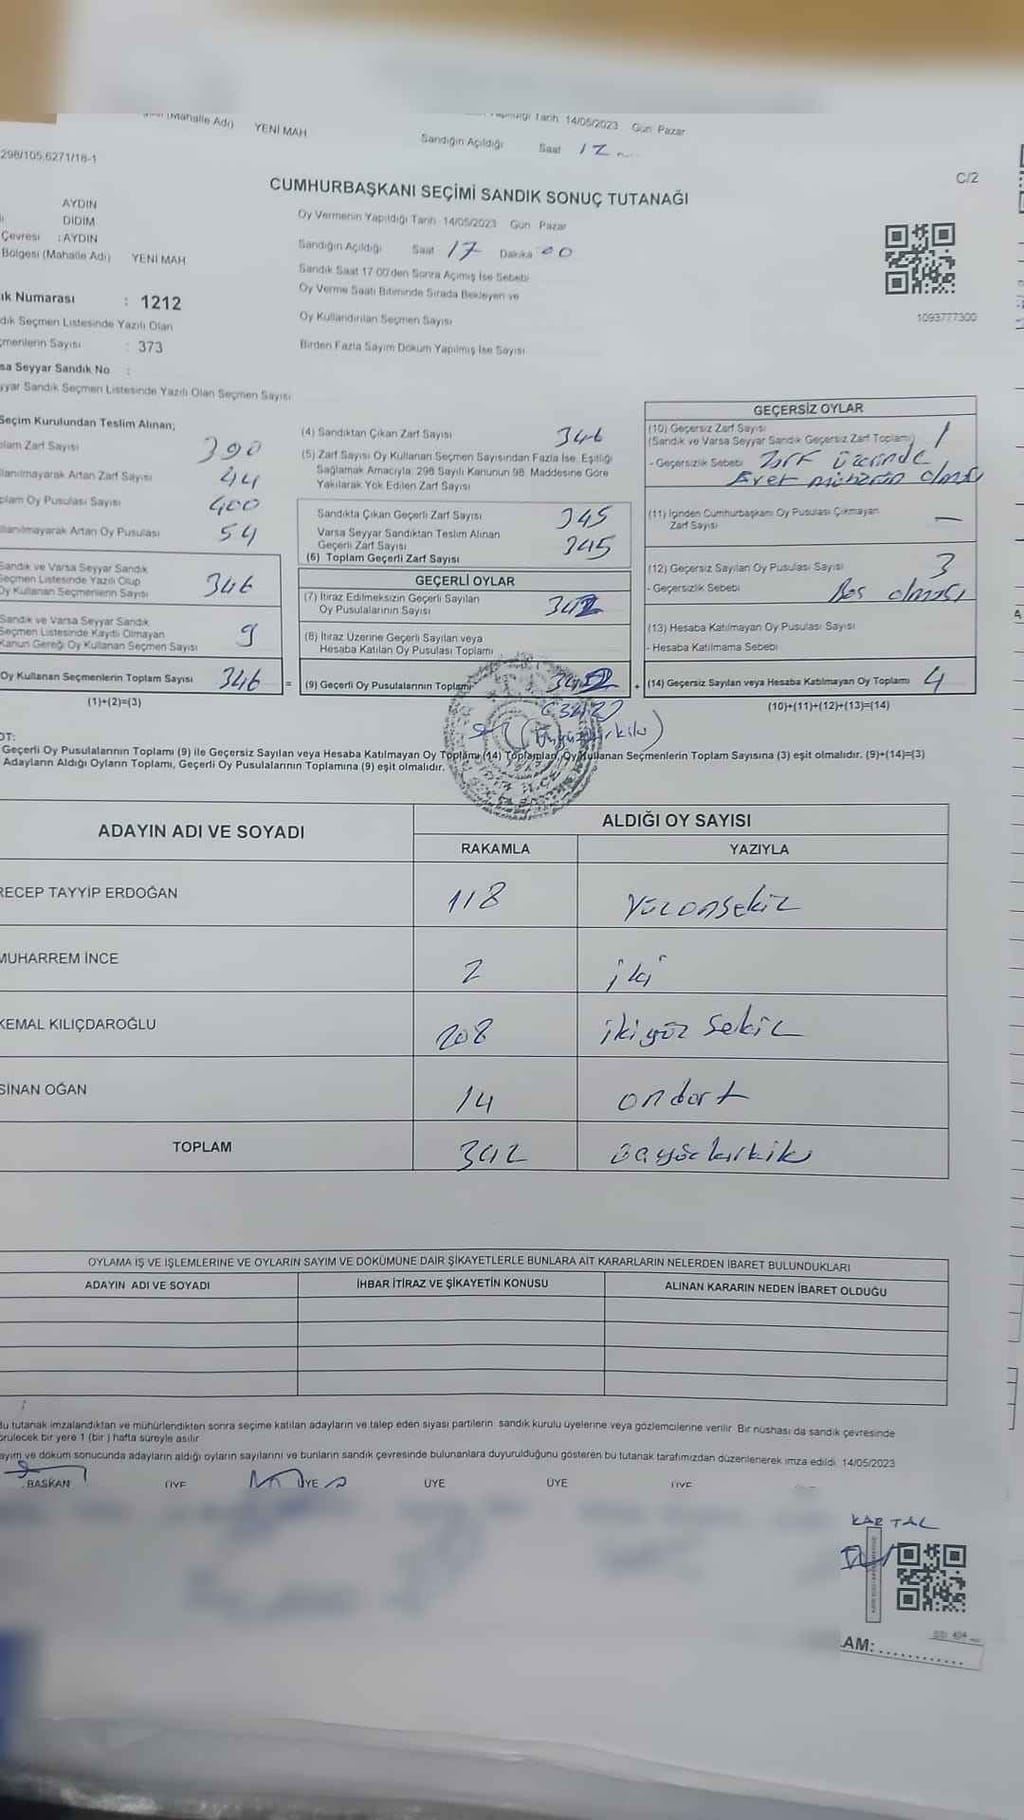 (Mahalle Adı) YENİ MAH
Tarih 14/05/2023 Gün Pazar
Sandığın Açıldığı Saat 17
298/105,6271/18-1
C/2
CUMHURBAŞKANI SEÇİMİ SANDIK SONUÇ TUTANAĞI
AYDIN
DİDİM
Çevresi : AYDIN
Bölgesi (Mahalle Adı) YENİ MAH
ık Numarası : 1212
dık Seçmen Listesinde Yazılı Olan
çmenlerin Sayısı : 373
sa Seyyar Sandık No :
yyar Sandık Seçmen Listesinde Yazılı Olan Seçmen Sayısı
Oy Vermenin Yapıldığı Tarih 14/05/2023 Gün Pazar
Sandığın Açıldığı Saat 17 Dakika 00
Sandık Saat 17:00'den Sonra Açılmış İse Sebebi
Oy Verme Saati Bitiminde Sırada Bekleyen ve
Oy Kullandırılan Seçmen Sayısı
Birden Fazla Sayım Döküm Yapılmış İse Sayısı
1093777300
Seçim Kurulundan Teslim Alınan;
plam Zarf Sayısı 390
llanılmayarak Artan Zarf Sayısı 44
plam Oy Pusulası Sayısı 400
llanılmayarak Artan Oy Pusulası 54
Sandık ve Varsa Seyyar Sandık
Seçmen Listesinde Yazılı Olup
Oy Kullanan Seçmenlerin Sayısı 346
Sandık ve Varsa Seyyar Sandık
Seçmen Listesinde Kayıtlı Olmayan
Kanun Gereği Oy Kullanan Seçmen Sayısı 9
Oy Kullanan Seçmenlerin Toplam Sayısı 346
(1)+(2)=(3)
(4) Sandıktan Çıkan Zarf Sayısı 346
(5) Zarf Sayısı Oy Kullanan Seçmen Sayısından Fazla İse, Eşitliği
Sağlamak Amacıyla, 298 Sayılı Kanunun 98. Maddesine Göre
Yakılarak Yok Edilen Zarf Sayısı
Sandıkta Çıkan Geçerli Zarf Sayısı 345
Varsa Seyyar Sandıktan Teslim Alınan
Geçerli Zarf Sayısı 345
(6) Toplam Geçerli Zarf Sayısı
GEÇERLİ OYLAR
(7) İtiraz Edilmeksizin Geçerli Sayılan
Oy Pusulalarının Sayısı 342
(8) İtiraz Üzerine Geçerli Sayılan veya
Hesaba Katılan Oy Pusulası Toplamı
= (9) Geçerli Oy Pusulalarının Toplamı
(342)
(üçyüzkırkiki)
GEÇERSİZ OYLAR
(10) Geçersiz Zarf Sayısı 1
(Sandık ve Varsa Seyyar Sandık Geçersiz Zarf Toplamı)
- Geçersizlik Sebebi Zarf üzerinde
Evet mührün olması
(11) İçinden Cumhurbaşkanı Oy Pusulası Çıkmayan
Zarf Sayısı —
(12) Geçersiz Sayılan Oy Pusulası Sayısı 3
- Geçersizlik Sebebi Boş olması
(13) Hesaba Katılmayan Oy Pusulası Sayısı
- Hesaba Katılmama Sebebi
+ (14) Geçersiz Sayılan veya Hesaba Katılmayan Oy Toplamı 4
(10)+(11)+(12)+(13)=(14)
OT:
Geçerli Oy Pusulalarının Toplamı (9) ile Geçersiz Sayılan veya Hesaba Katılmayan Oy Toplamı (14) Toplamları, Oy Kullanan Seçmenlerin Toplam Sayısına (3) eşit olmalıdır. (9)+(14)=(3)
Adayların Aldığı Oyların Toplamı, Geçerli Oy Pusulalarının Toplamına (9) eşit olmalıdır.
ADAYIN ADI VE SOYADI ALDIĞI OY SAYISI
RAKAMLA YAZIYLA
RECEP TAYYİP ERDOĞAN 118 Yüzonsekiz
MUHARREM İNCE 2 iki
KEMAL KILIÇDAROĞLU 208 ikiyüz sekiz
SİNAN OĞAN 14 ondört
TOPLAM 342 üçyüzkırkiki
OYLAMA İŞ VE İŞLEMLERİNE VE OYLARIN SAYIM VE DÖKÜMÜNE DAİR ŞİKAYETLERLE BUNLARA AİT KARARLARIN NELERDEN İBARET BULUNDUKLARI
ADAYIN ADI VE SOYADI İHBAR İTİRAZ VE ŞİKAYETİN KONUSU ALINAN KARARIN NEDEN İBARET OLDUĞU
Bu tutanak imzalandıktan ve mühürlendikten sonra seçime katılan adayların ve talep eden siyasi partilerin sandık kurulu üyelerine veya gözlemcilerine verilir. Bir nüshası da sandık çevresinde
örülecek bir yere 1 (bir) hafta süreyle asılır
ayım ve döküm sonucunda adayların aldığı oyların sayılarını ve bunların sandık çevresinde bulunanlara duyurulduğunu gösteren bu tutanak tarafımızdan düzenlenerek imza edildi. 14/05/2023
BAŞKAN ÜYE ÜYE ÜYE ÜYE ÜYE
KARTAL
AM: ............